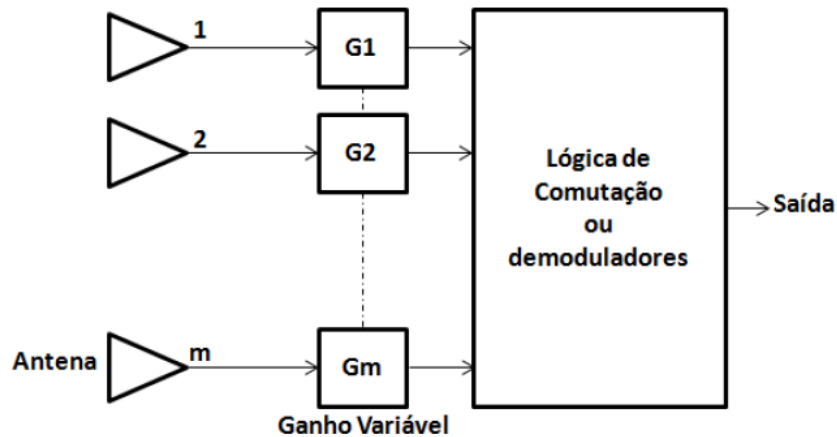 1
G1
2
G2
Lógica de
Comutação
ou
demoduladores
Saída
Antena
m
Gm
Ganho Variável